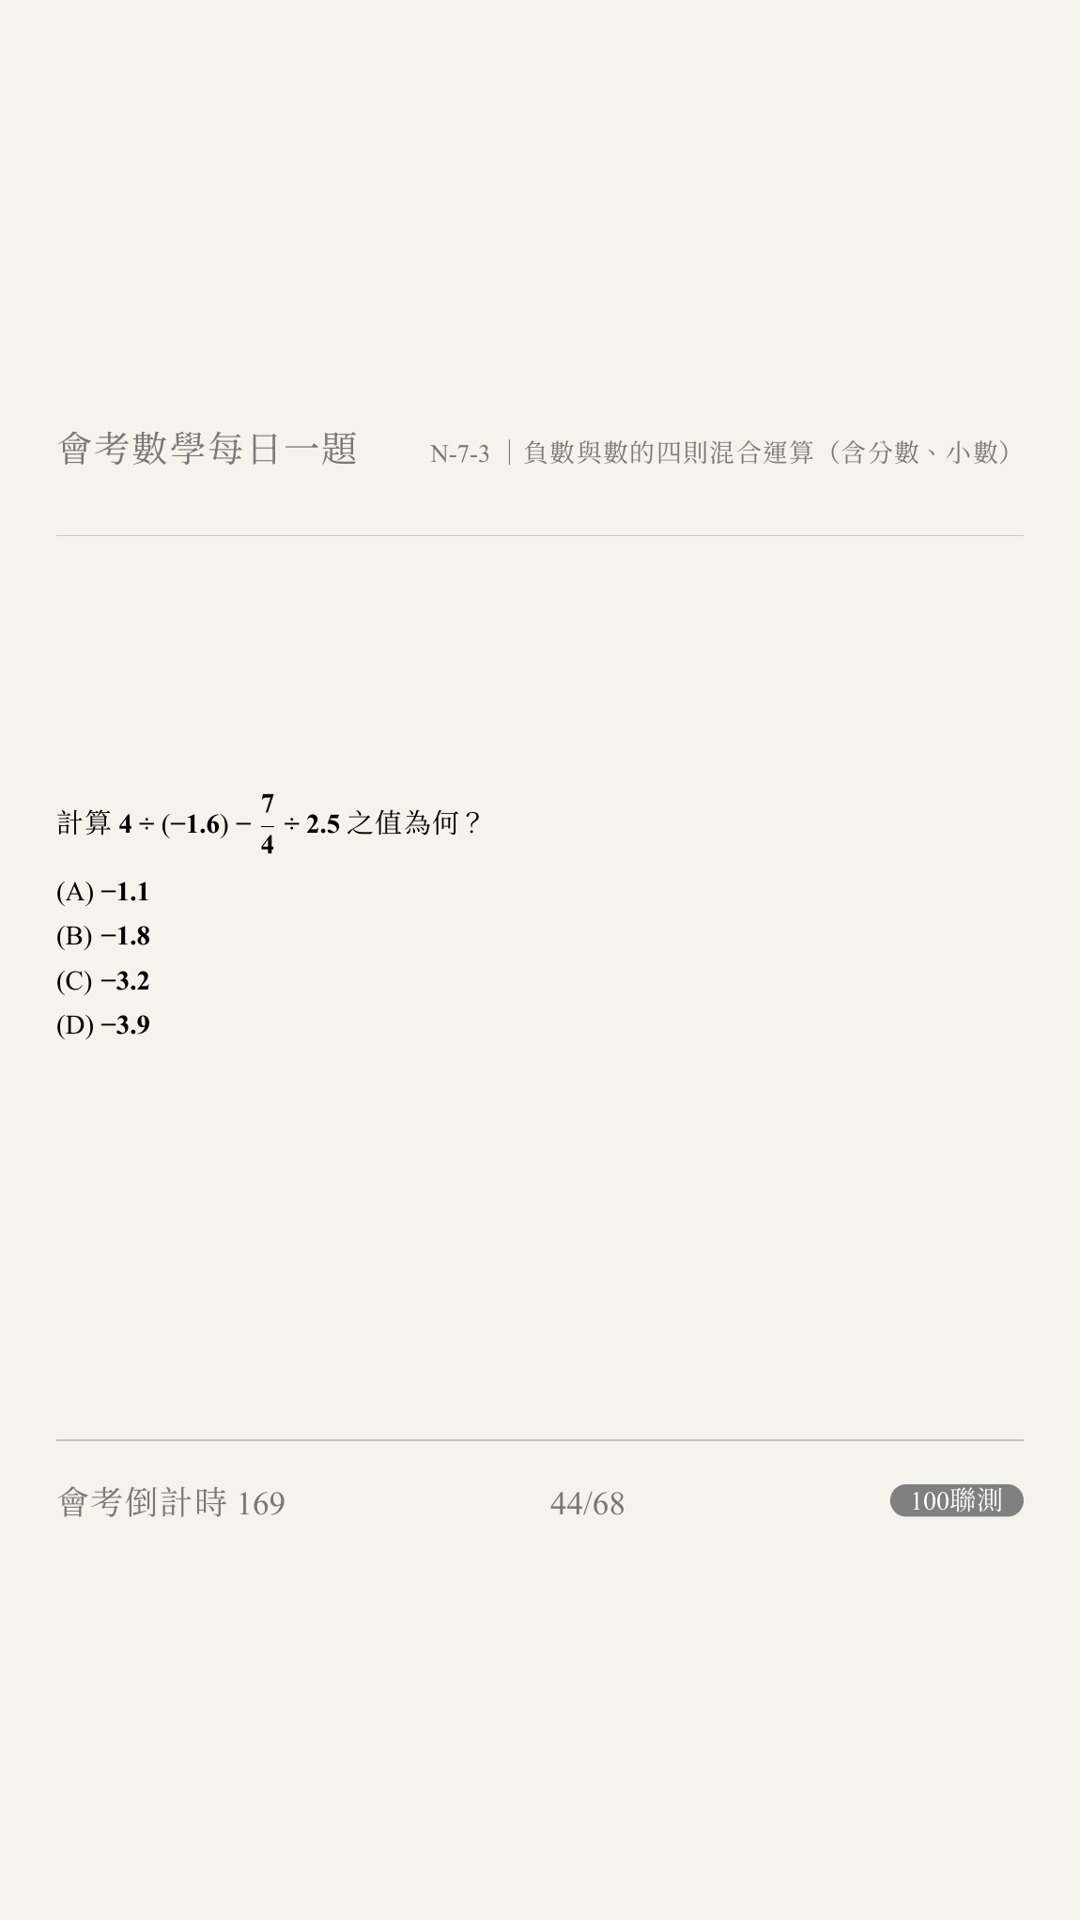 會考數學每日一題
N-7-3｜負數與數的四則混合運算（含分數、小數）
計算 4 ÷ (−1.6) − 7/4 ÷ 2.5 之值為何？
(A) −1.1
(B) −1.8
(C) −3.2
(D) −3.9
會考倒計時 169
44/68
100聯測